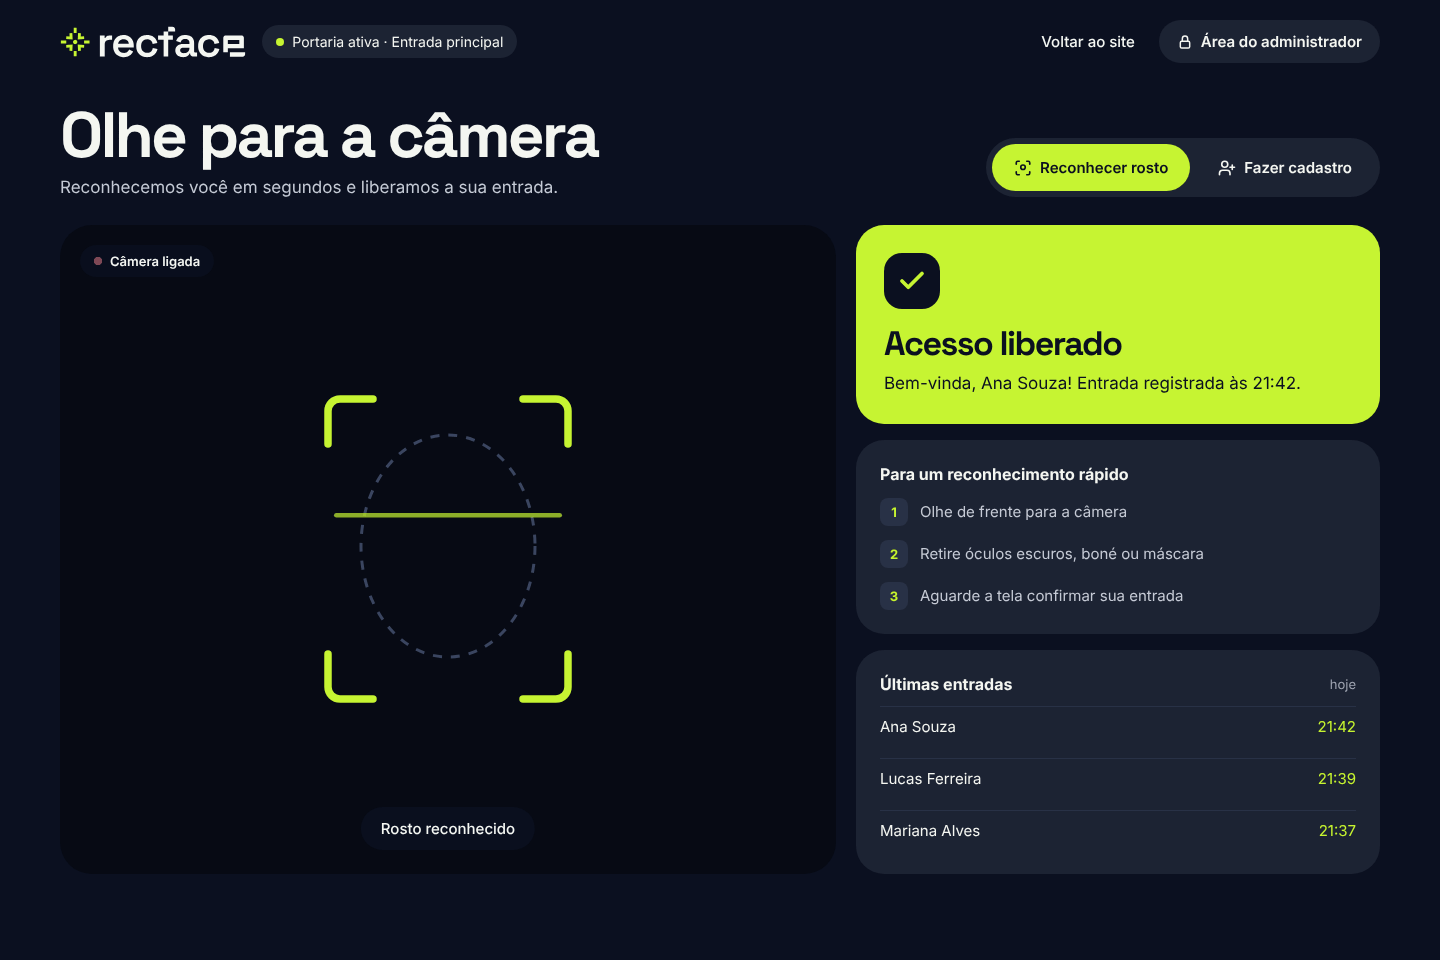 recface
Portaria ativa · Entrada principal
Voltar ao site
Área do administrador
Olhe para a câmera
Reconhecemos você em segundos e liberamos a sua entrada.
Reconhecer rosto
Fazer cadastro
Câmera ligada
Rosto reconhecido
Acesso liberado
Bem-vinda, Ana Souza! Entrada registrada às 21:42.
Para um reconhecimento rápido
1 Olhe de frente para a câmera
2 Retire óculos escuros, boné ou máscara
3 Aguarde a tela confirmar sua entrada
Últimas entradas hoje
Ana Souza 21:42
Lucas Ferreira 21:39
Mariana Alves 21:37